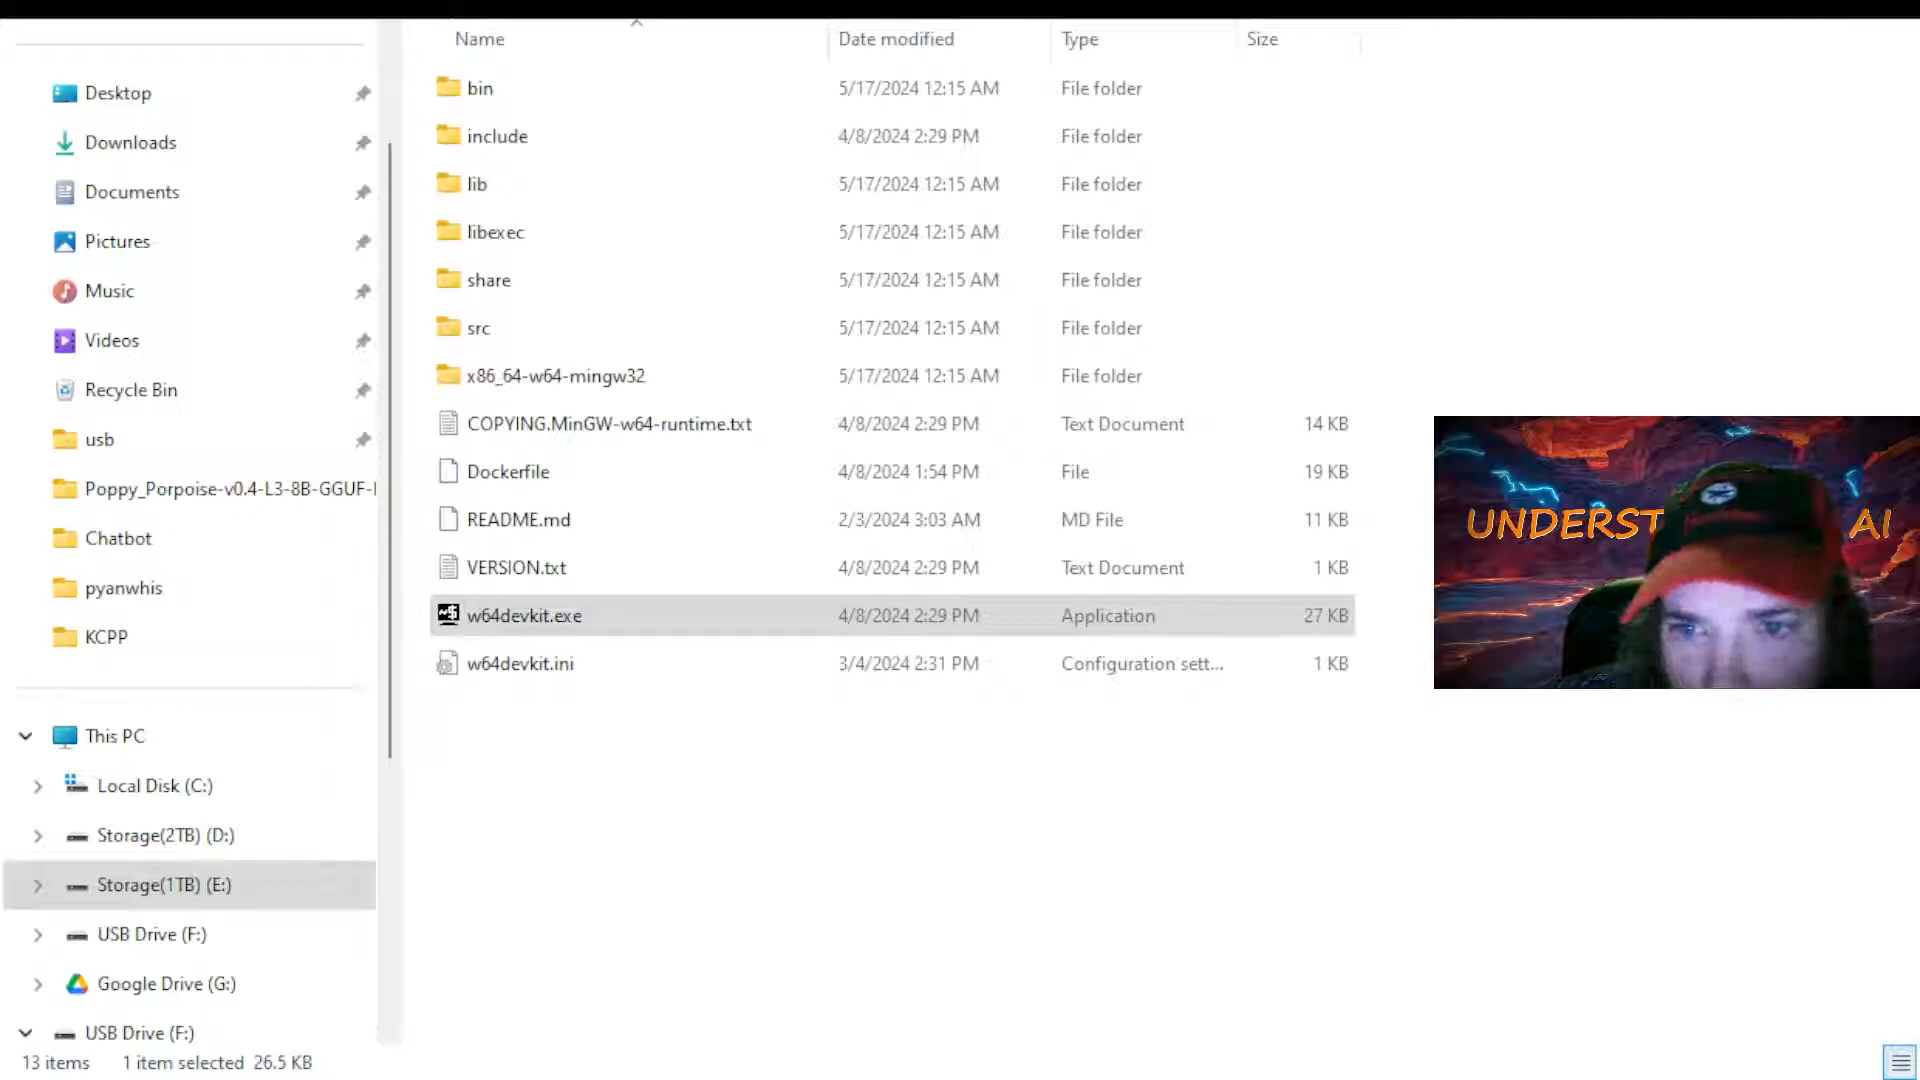 Name Date modified Type Size
Desktop
Downloads
Documents
Pictures
Music
Videos
Recycle Bin
usb
Poppy_Porpoise-v0.4-L3-8B-GGUF-
Chatbot
pyanwhis
KCPP
This PC
Local Disk (C:)
Storage(2TB) (D:)
Storage(1TB) (E:)
USB Drive (F:)
Google Drive (G:)
USB Drive (F:)
bin 5/17/2024 12:15 AM File folder
include 4/8/2024 2:29 PM File folder
lib 5/17/2024 12:15 AM File folder
libexec 5/17/2024 12:15 AM File folder
share 5/17/2024 12:15 AM File folder
src 5/17/2024 12:15 AM File folder
x86_64-w64-mingw32 5/17/2024 12:15 AM File folder
COPYING.MinGW-w64-runtime.txt 4/8/2024 2:29 PM Text Document 14 KB
Dockerfile 4/8/2024 1:54 PM File 19 KB
README.md 2/3/2024 3:03 AM MD File 11 KB
VERSION.txt 4/8/2024 2:29 PM Text Document 1 KB
w64devkit.exe 4/8/2024 2:29 PM Application 27 KB
w64devkit.ini 3/4/2024 2:31 PM Configuration sett... 1 KB
UNDERST AI
13 items 1 item selected 26.5 KB